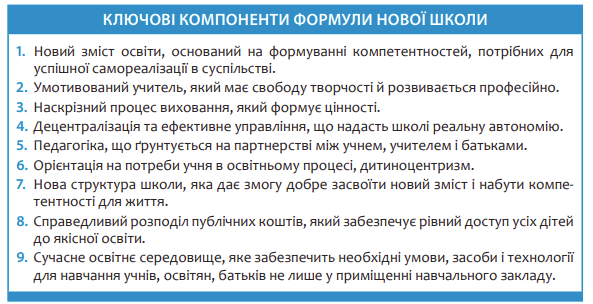 КЛЮЧОВІ КОМПОНЕНТИ ФОРМУЛИ НОВОЇ ШКОЛИ
1. Новий зміст освіти, оснований на формуванні компетентностей, потрібних для
успішної самореалізації в суспільстві.
2. Умотивований учитель, який має свободу творчості й розвивається професійно.
3. Наскрізний процес виховання, який формує цінності.
4. Децентралізація та ефективне управління, що надасть школі реальну автономію.
5. Педагогіка, що ґрунтується на партнерстві між учнем, учителем і батьками.
6. Орієнтація на потреби учня в освітньому процесі, дитиноцентризм.
7. Нова структура школи, яка дає змогу добре засвоїти новий зміст і набути компе-
тентності для життя.
8. Справедливий розподіл публічних коштів, який забезпечує рівний доступ усіх дітей
до якісної освіти.
9. Сучасне освітнє середовище, яке забезпечить необхідні умови, засоби і технології
для навчання учнів, освітян, батьків не лише у приміщенні навчального закладу.